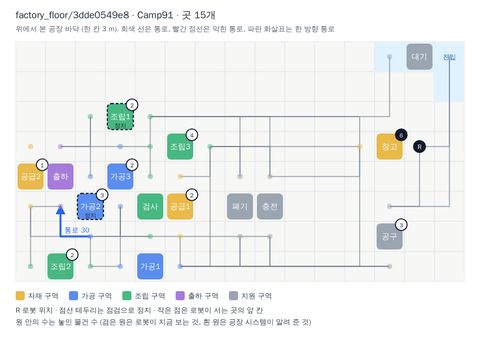 factory_floor/3dde0549e8 · Camp91 · 곳 15개
위에서 본 공장 바닥 (한 칸 3 m). 회색 선은 통로, 빨간 점선은 막힌 통로, 파란 화살표는 한 방향 통로
대기
진입
조립1
2
정지
조립3
4
창고
6
R
공급2
1
출하
가공3
2
가공2
3
정지
검사
공급1
2
폐기
충전
통로 30
공구
3
조립2
2
가공1
자재 구역
가공 구역
조립 구역
출하 구역
지원 구역
R 로봇 위치 · 점선 테두리는 점검으로 정지 · 작은 점은 로봇이 서는 곳의 앞 칸
원 안의 수는 놓인 물건 수 (검은 원은 로봇이 지금 보는 것, 흰 원은 공장 시스템이 알려 준 것)